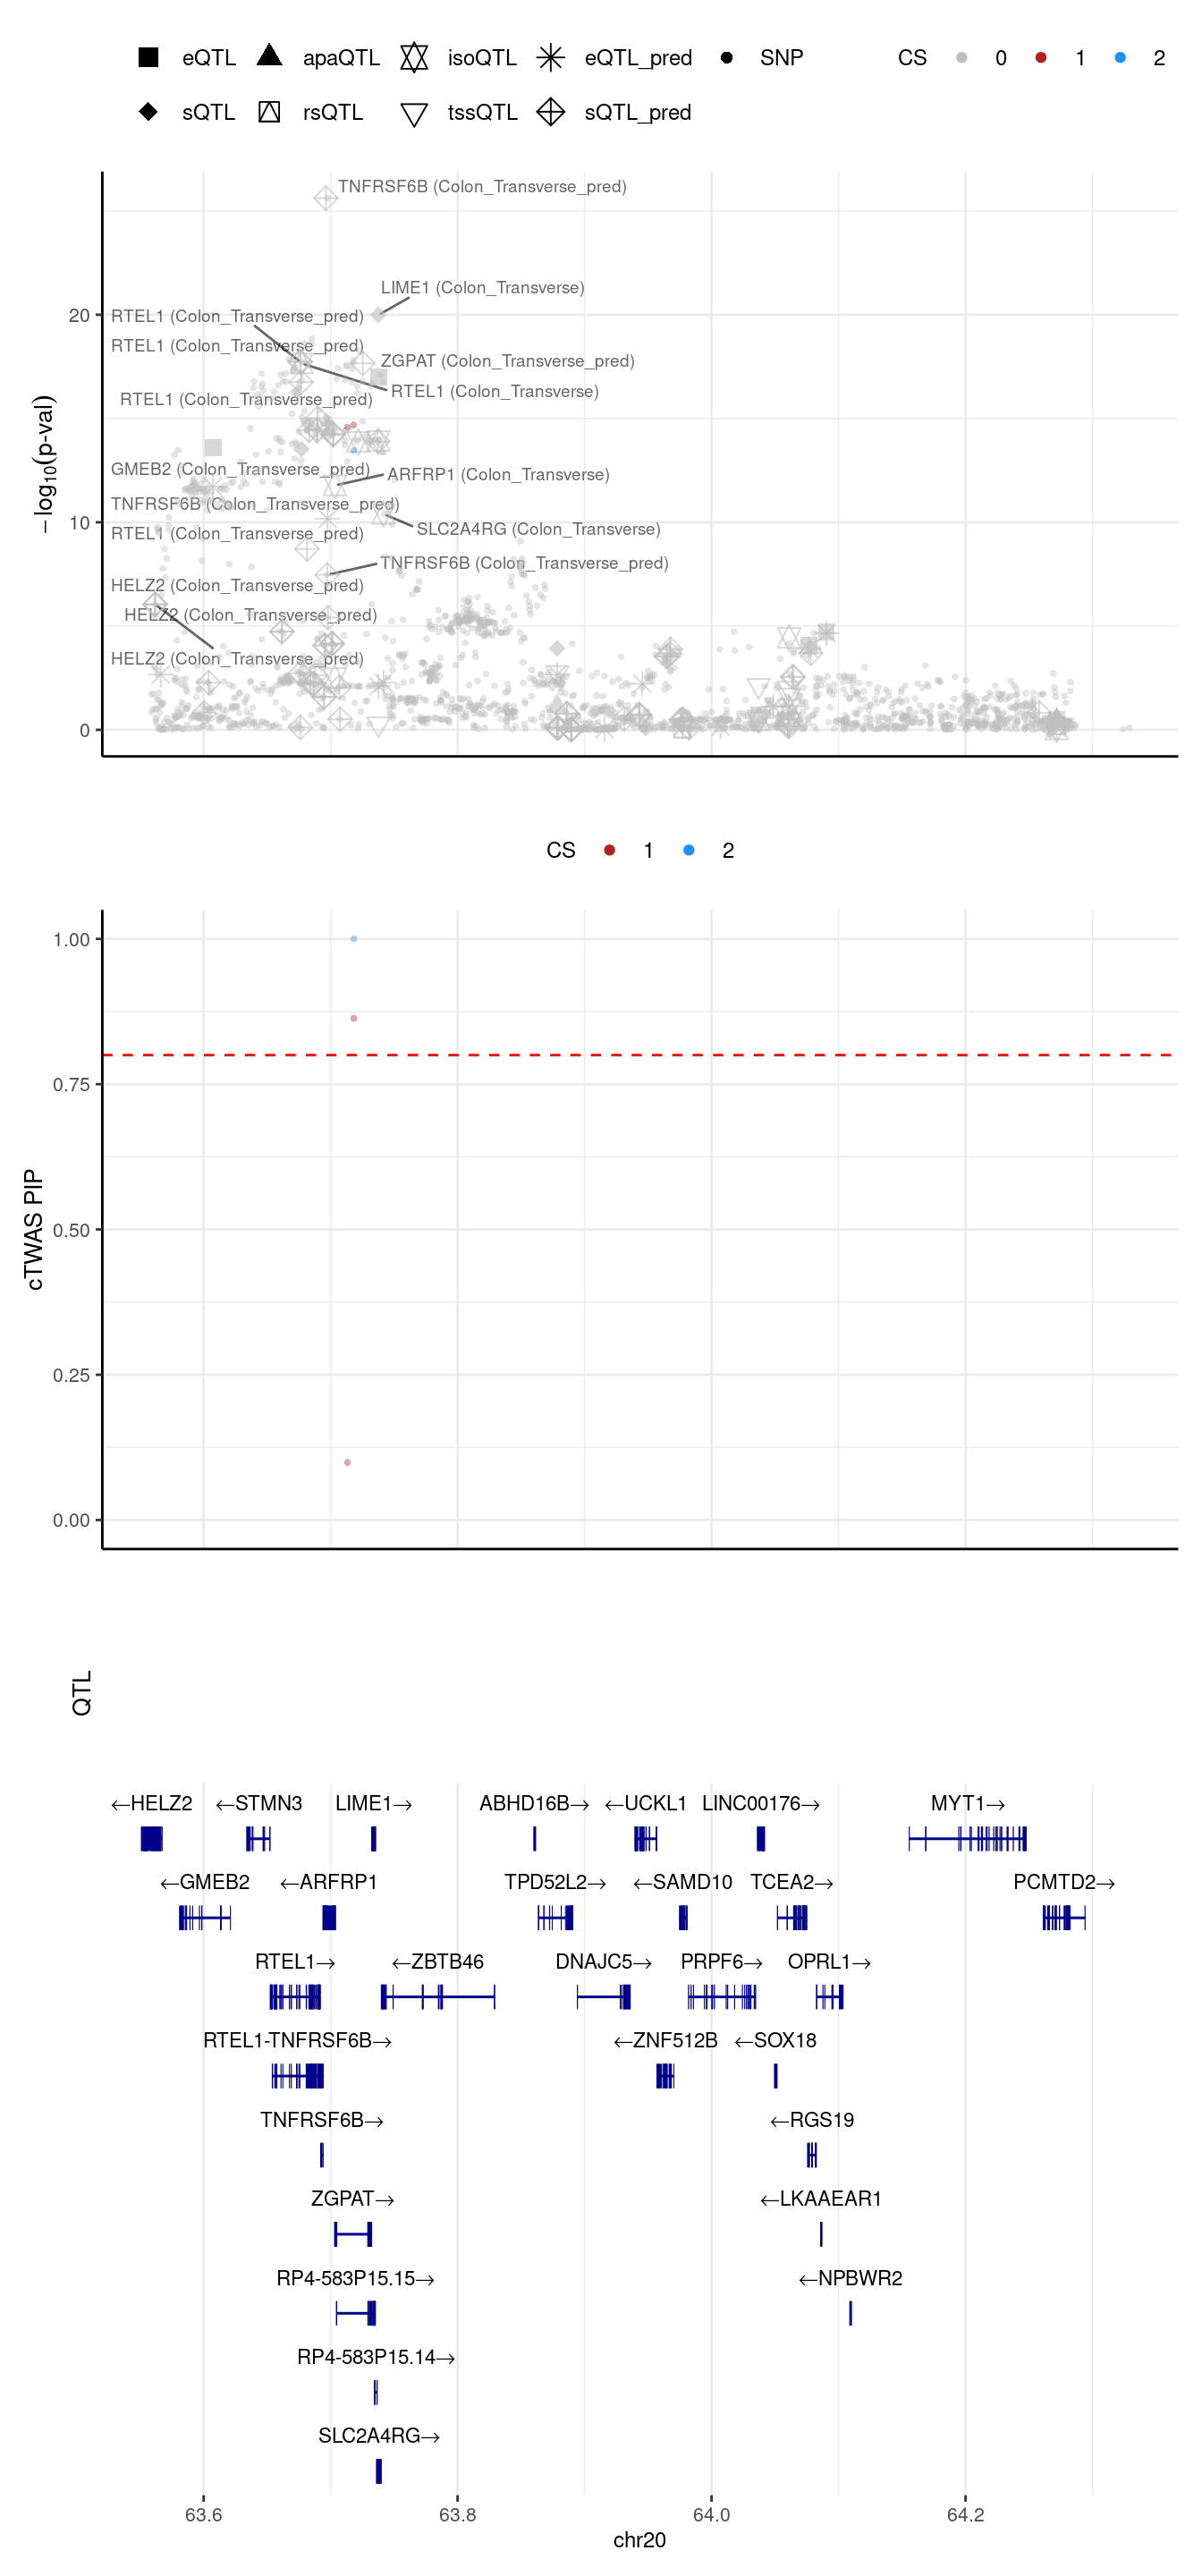 eQTL apaQTL isoQTL eQTL_pred SNP CS 0 1 2
sQTL rsQTL tssQTL sQTL_pred
TNFRSF6B (Colon_Transverse_pred)
LIME1 (Colon_Transverse)
RTEL1 (Colon_Transverse_pred)
RTEL1 (Colon_Transverse_pred)
ZGPAT (Colon_Transverse_pred)
RTEL1 (Colon_Transverse)
RTEL1 (Colon_Transverse_pred)
GMEB2 (Colon_Transverse_pred)
ARFRP1 (Colon_Transverse)
TNFRSF6B (Colon_Transverse_pred)
SLC2A4RG (Colon_Transverse)
RTEL1 (Colon_Transverse_pred)
TNFRSF6B (Colon_Transverse_pred)
HELZ2 (Colon_Transverse_pred)
HELZ2 (Colon_Transverse_pred)
HELZ2 (Colon_Transverse_pred)
20
10
0
−log10(p-val)
CS 1 2
1.00
0.75
0.50
0.25
0.00
cTWAS PIP
QTL
←HELZ2 ←STMN3 LIME1→ ABHD16B→ ←UCKL1 LINC00176→ MYT1→
←GMEB2 ←ARFRP1 TPD52L2→ ←SAMD10 TCEA2→ PCMTD2→
RTEL1→ ←ZBTB46 DNAJC5→ PRPF6→ OPRL1→
RTEL1-TNFRSF6B→ ←ZNF512B ←SOX18
TNFRSF6B→ ←RGS19
ZGPAT→ ←LKAAEAR1
RP4-583P15.15→ ←NPBWR2
RP4-583P15.14→
SLC2A4RG→
63.6 63.8 64.0 64.2
chr20